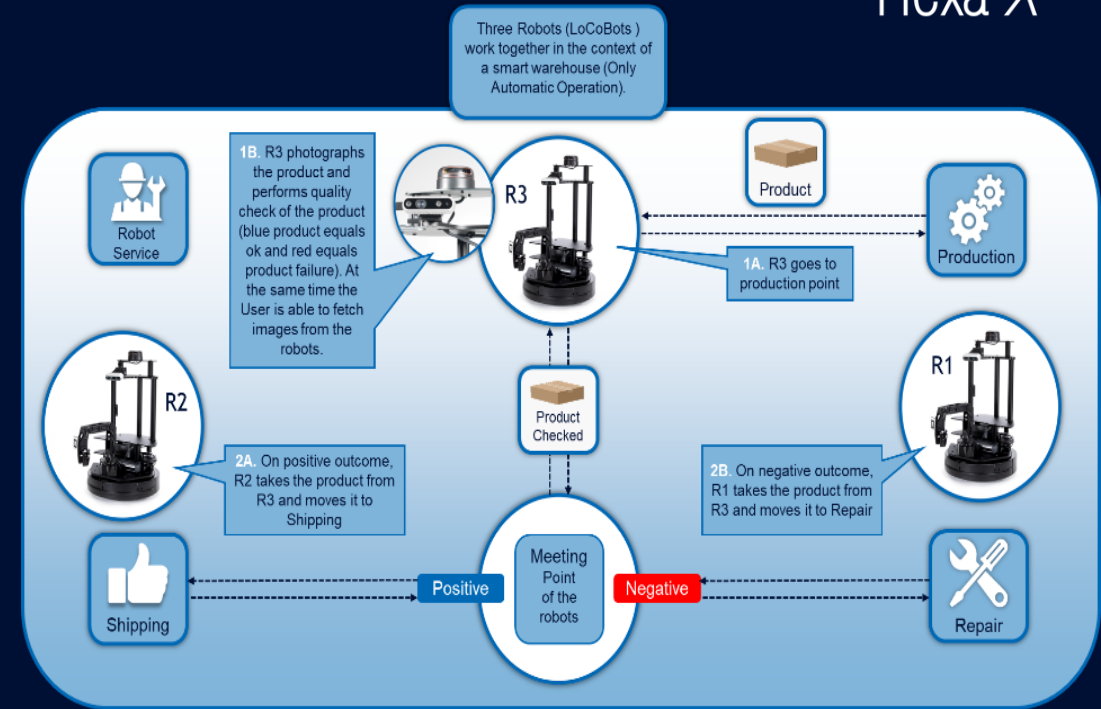 Hexa-X
Three Robots (LoCoBots )
work together in the context of
a smart warehouse (Only
Automatic Operation).
1B. R3 photographs
the product and
performs quality
check of the product
(blue product equals
ok and red equals
product failure). At
the same time the
User is able to fetch
images from the
robots.
Robot
Service
R3
Product
Production
1A. R3 goes to
production point
R2
R1
Product
Checked
2A. On positive outcome,
R2 takes the product from
R3 and moves it to
Shipping
2B. On negative outcome,
R1 takes the product from
R3 and moves it to Repair
Shipping
Positive
Meeting
Point
of the
robots
Negative
Repair